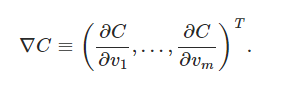 ∇C ≡ (∂C/∂v₁, …, ∂C/∂vₘ)ᵀ.